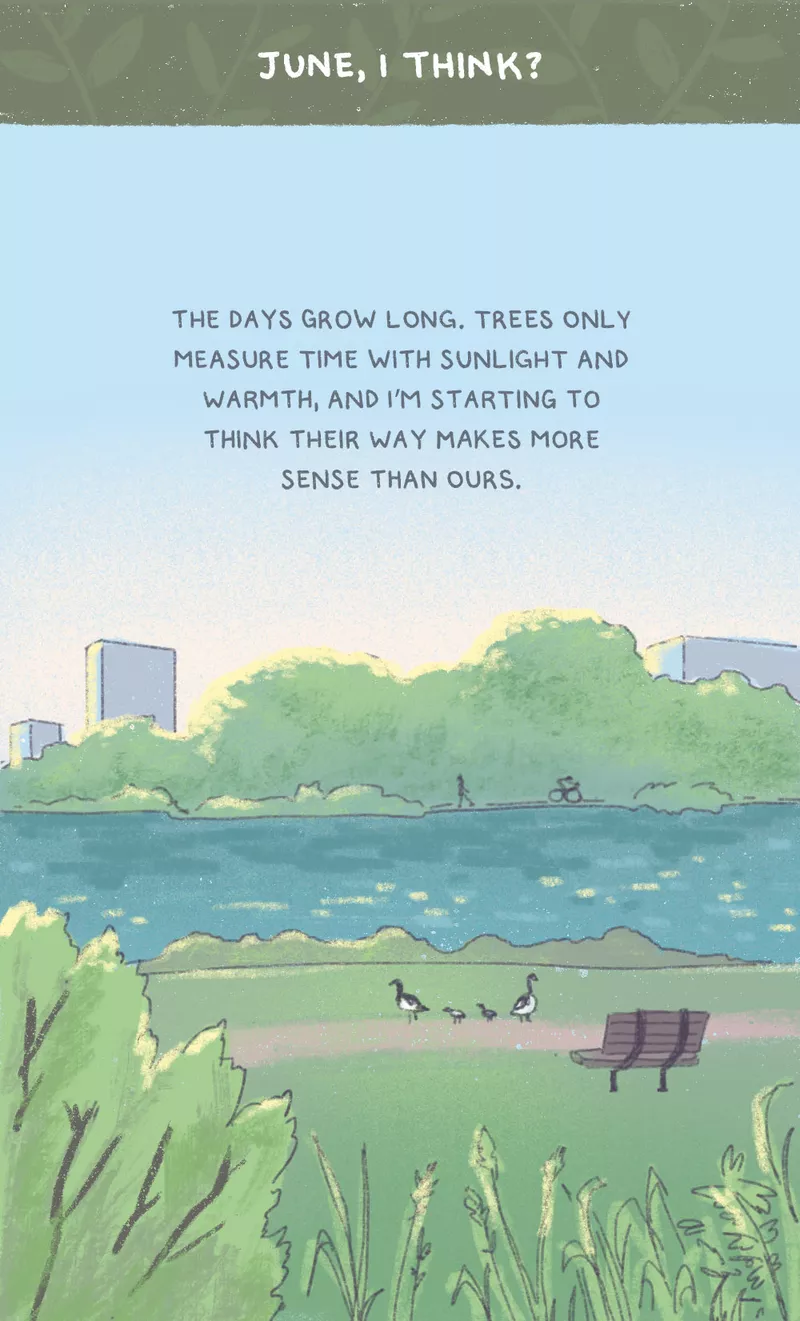 JUNE, I THINK?
THE DAYS GROW LONG. TREES ONLY
MEASURE TIME WITH SUNLIGHT AND
WARMTH, AND I'M STARTING TO
THINK THEIR WAY MAKES MORE
SENSE THAN OURS.